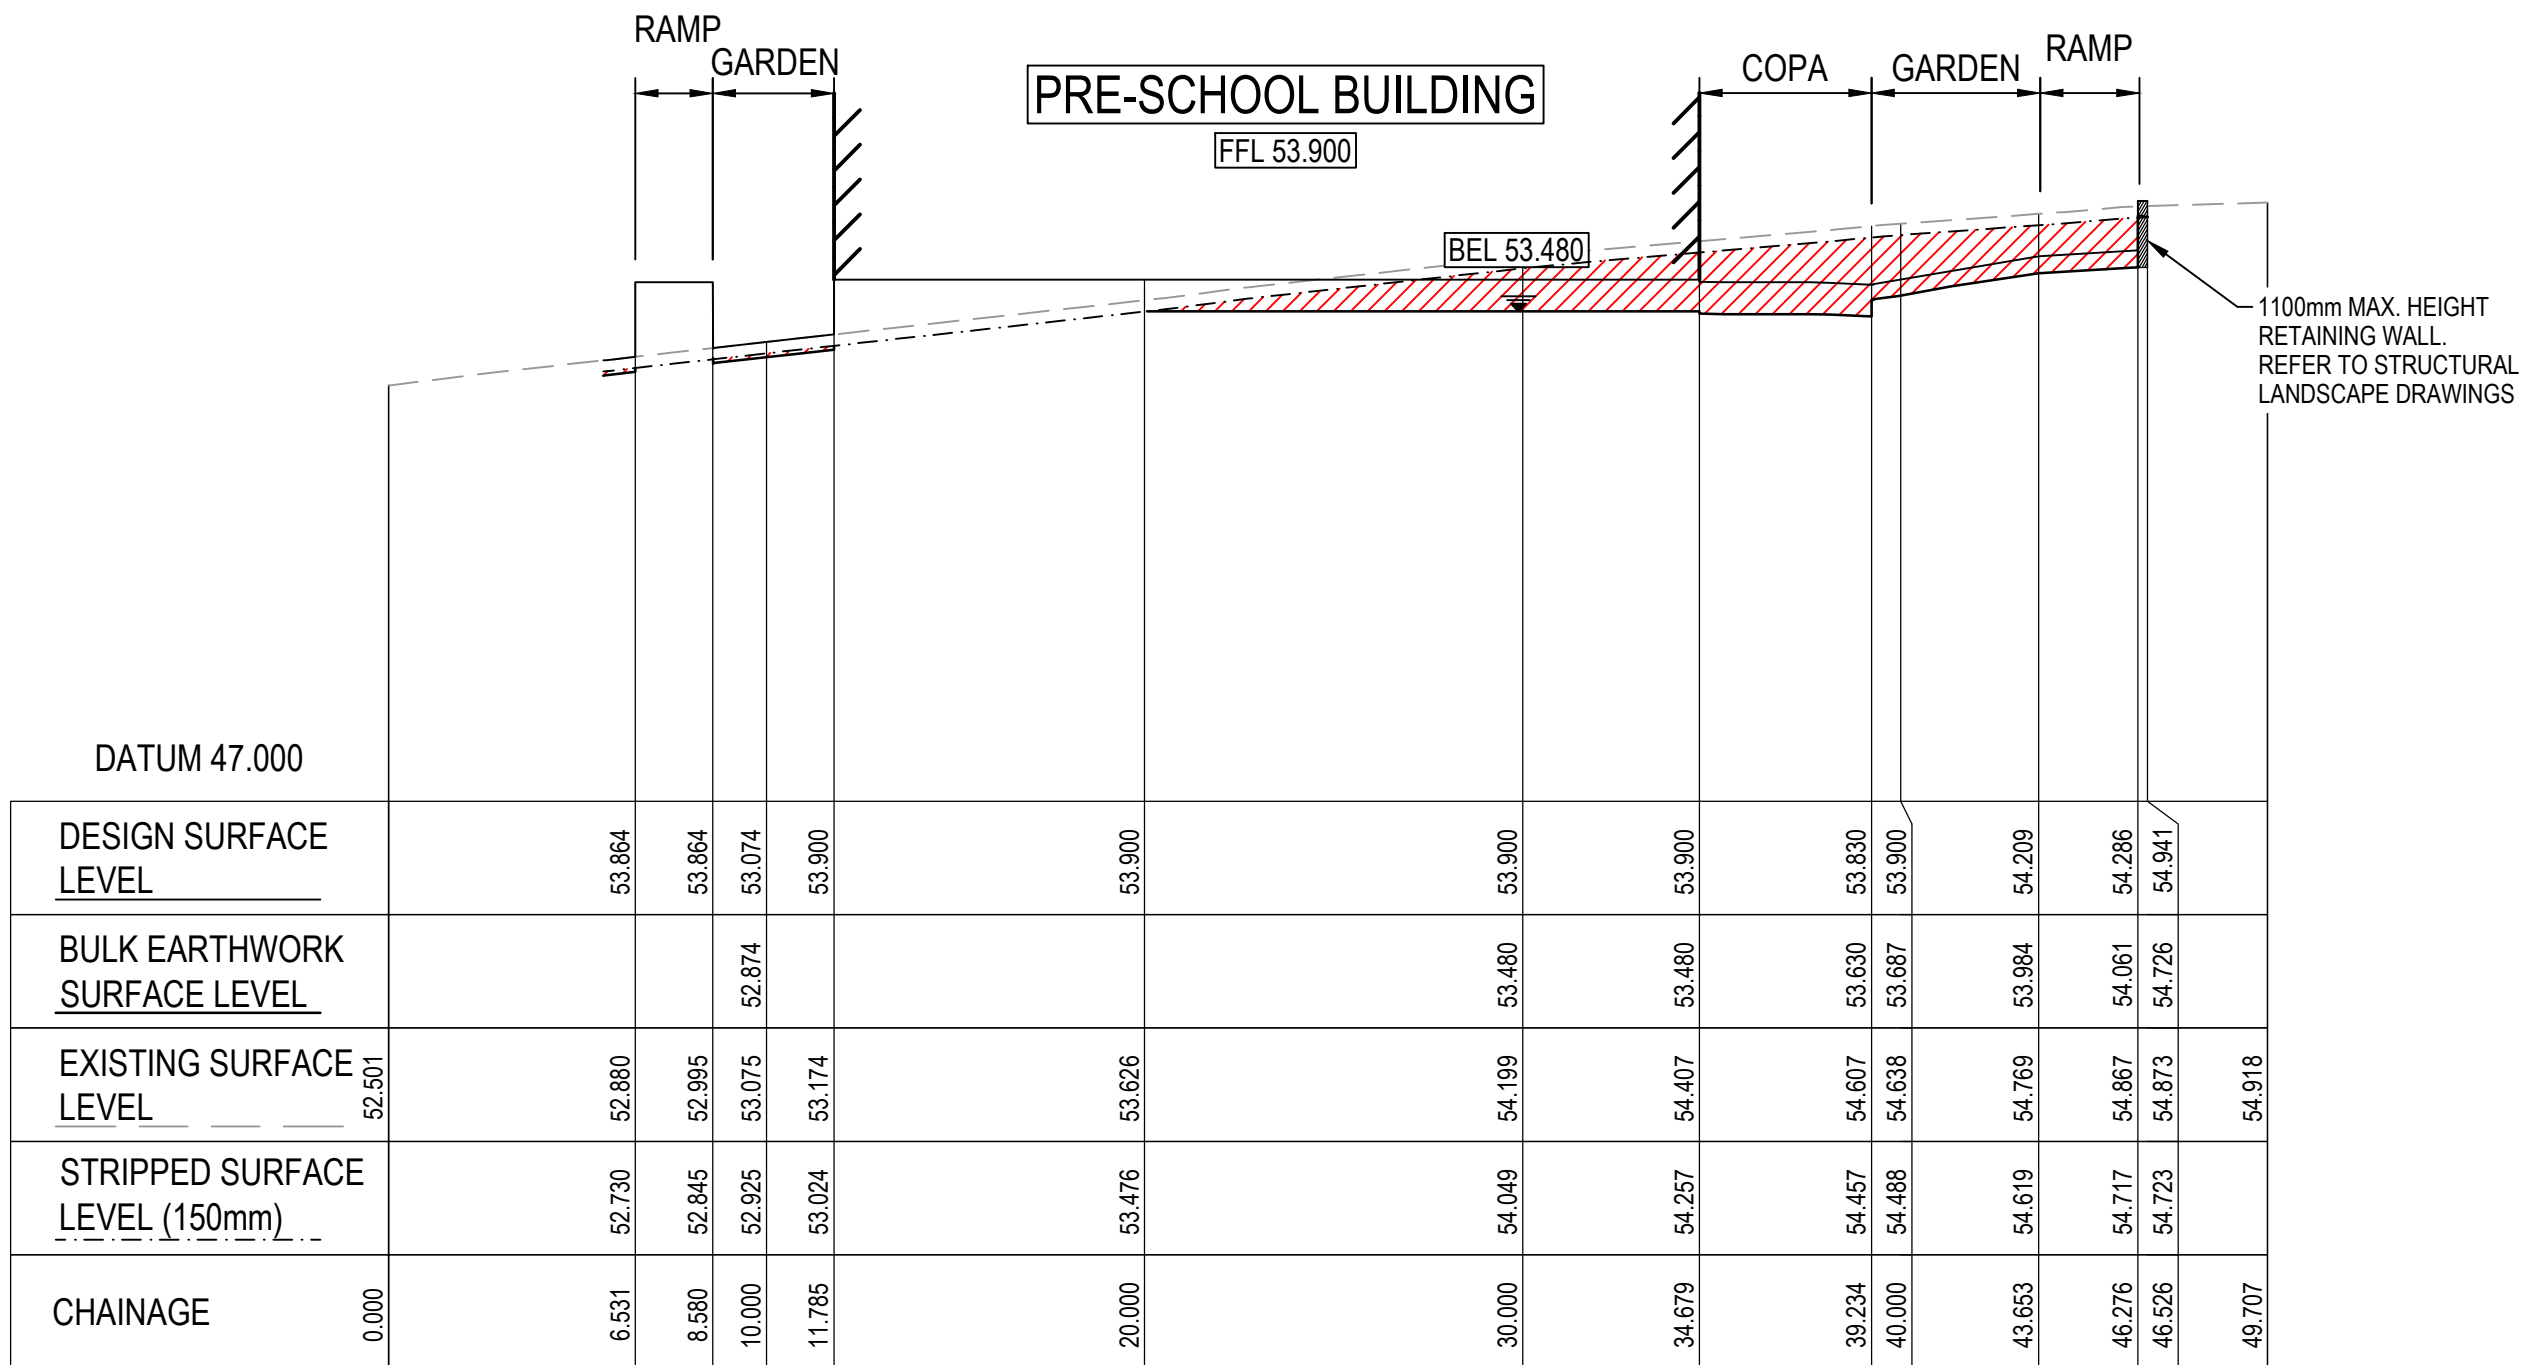 RAMP
GARDEN
PRE-SCHOOL BUILDING
FFL 53.900
COPA
GARDEN
RAMP
BEL 53.480
1100mm MAX. HEIGHT
RETAINING WALL.
REFER TO STRUCTURAL
LANDSCAPE DRAWINGS
DATUM 47.000
DESIGN SURFACE
LEVEL
53.864
53.864
53.074
53.900
53.900
53.900
53.900
53.830
53.900
54.209
54.286
54.941
BULK EARTHWORK
SURFACE LEVEL
52.874
53.480
53.480
53.630
53.687
53.984
54.061
54.726
EXISTING SURFACE
LEVEL
52.501
52.880
52.995
53.075
53.174
53.626
54.199
54.407
54.607
54.638
54.769
54.867
54.873
54.918
STRIPPED SURFACE
LEVEL (150mm)
52.730
52.845
52.925
53.024
53.476
54.049
54.257
54.457
54.488
54.619
54.717
54.723
CHAINAGE
0.000
6.531
8.580
10.000
11.785
20.000
30.000
34.679
39.234
40.000
43.653
46.276
46.526
49.707